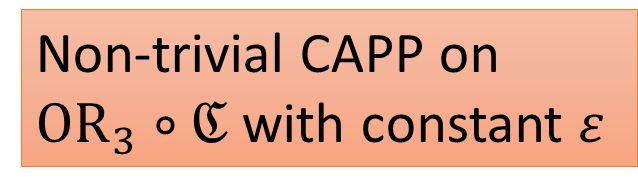 Non-trivial CAPP on
OR₃ ∘ ℭ with constant 𝜀